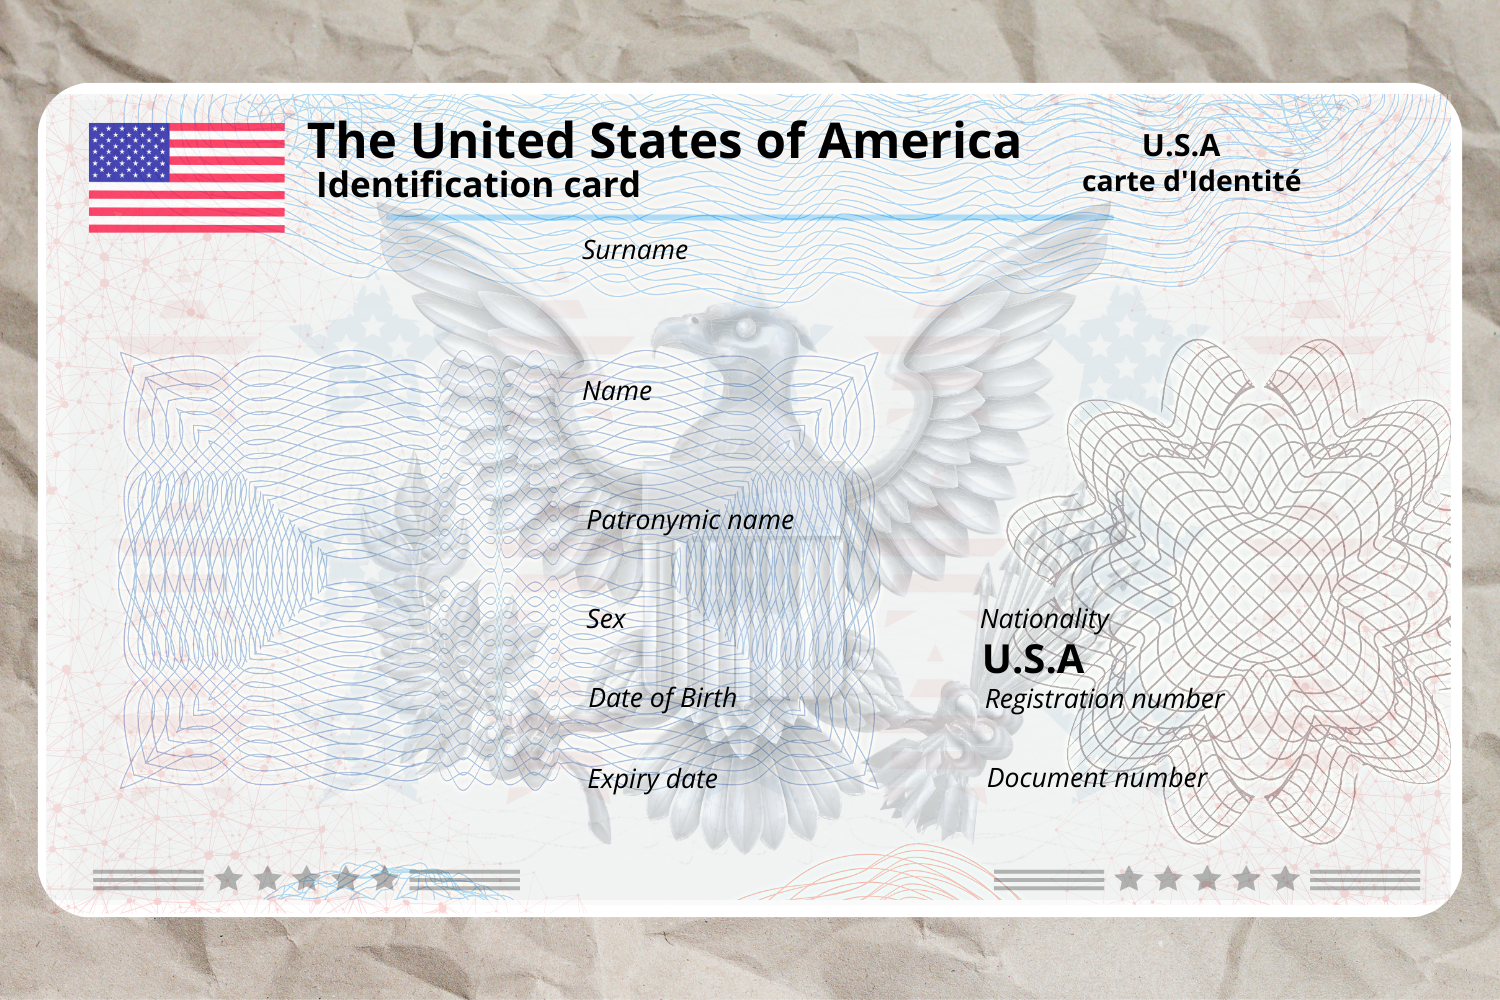 The United States of America
Identification card
U.S.A
carte d'Identité
Surname
Name
Patronymic name
Sex
Nationality
U.S.A
Date of Birth
Registration number
Expiry date
Document number